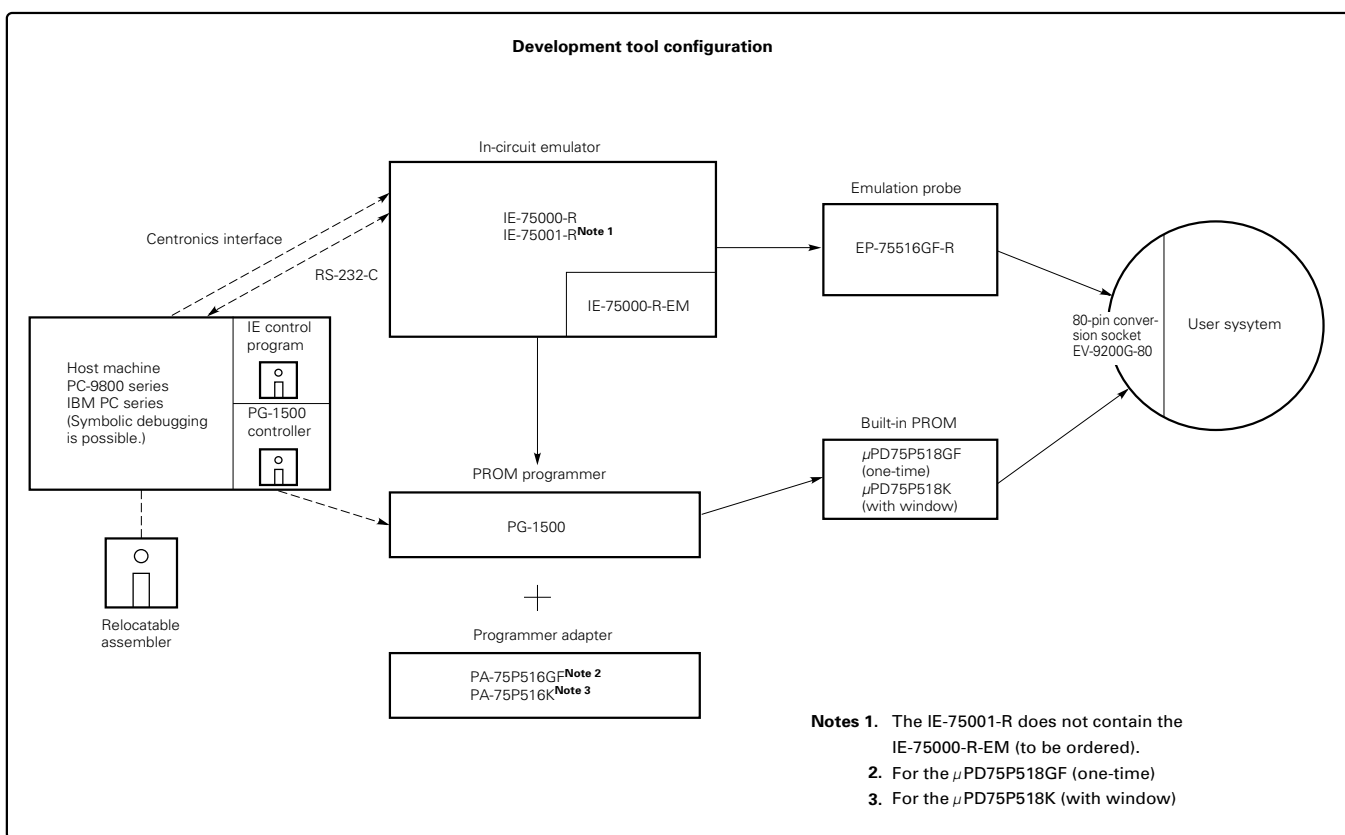 Development tool configuration
In-circuit emulator
IE-75000-R
IE-75001-RNote 1
IE-75000-R-EM
Emulation probe
EP-75516GF-R
Centronics interface
RS-232-C
80-pin conver-
sion socket
EV-9200G-80
User sysytem
Host machine
PC-9800 series
IBM PC series
(Symbolic debugging
is possible.)
IE control
program
PG-1500
controller
Built-in PROM
µPD75P518GF
(one-time)
µPD75P518K
(with window)
PROM programmer
PG-1500
Relocatable
assembler
Programmer adapter
PA-75P516GFNote 2
PA-75P516KNote 3
Notes 1. The IE-75001-R does not contain the
IE-75000-R-EM (to be ordered).
2. For the µPD75P518GF (one-time)
3. For the µPD75P518K (with window)